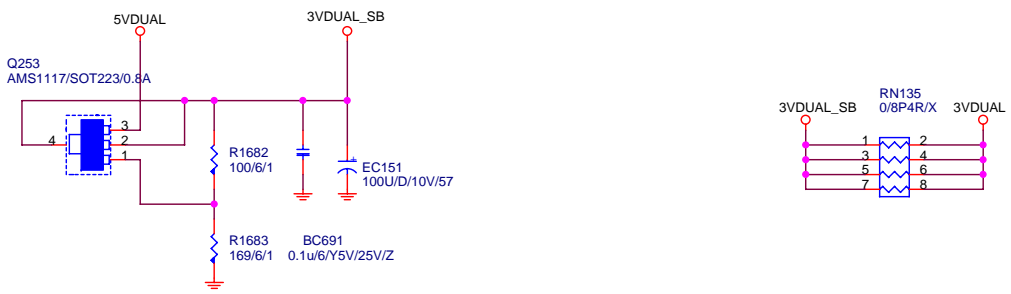 5VDUAL
3VDUAL_SB
Q253
AMS1117/SOT223/0.8A
3
4
2
1
R1682
100/6/1
EC151
100U/D/10V/57
+
R1683
169/6/1
BC691
0.1u/6/Y5V/25V/Z
RN135
0/8P4R/X
3VDUAL_SB
3VDUAL
1 2
3 4
5 6
7 8